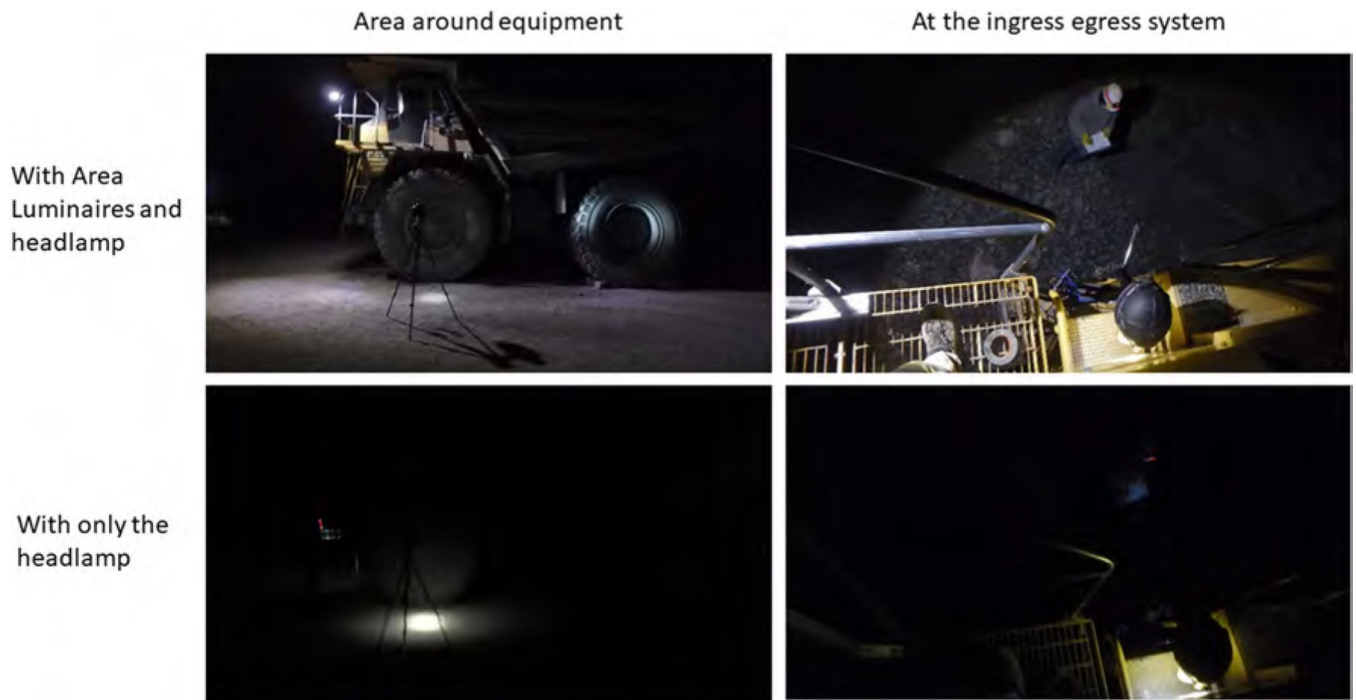 Area around equipment
At the ingress egress system
With Area
Luminaires and
headlamp
With only the
headlamp